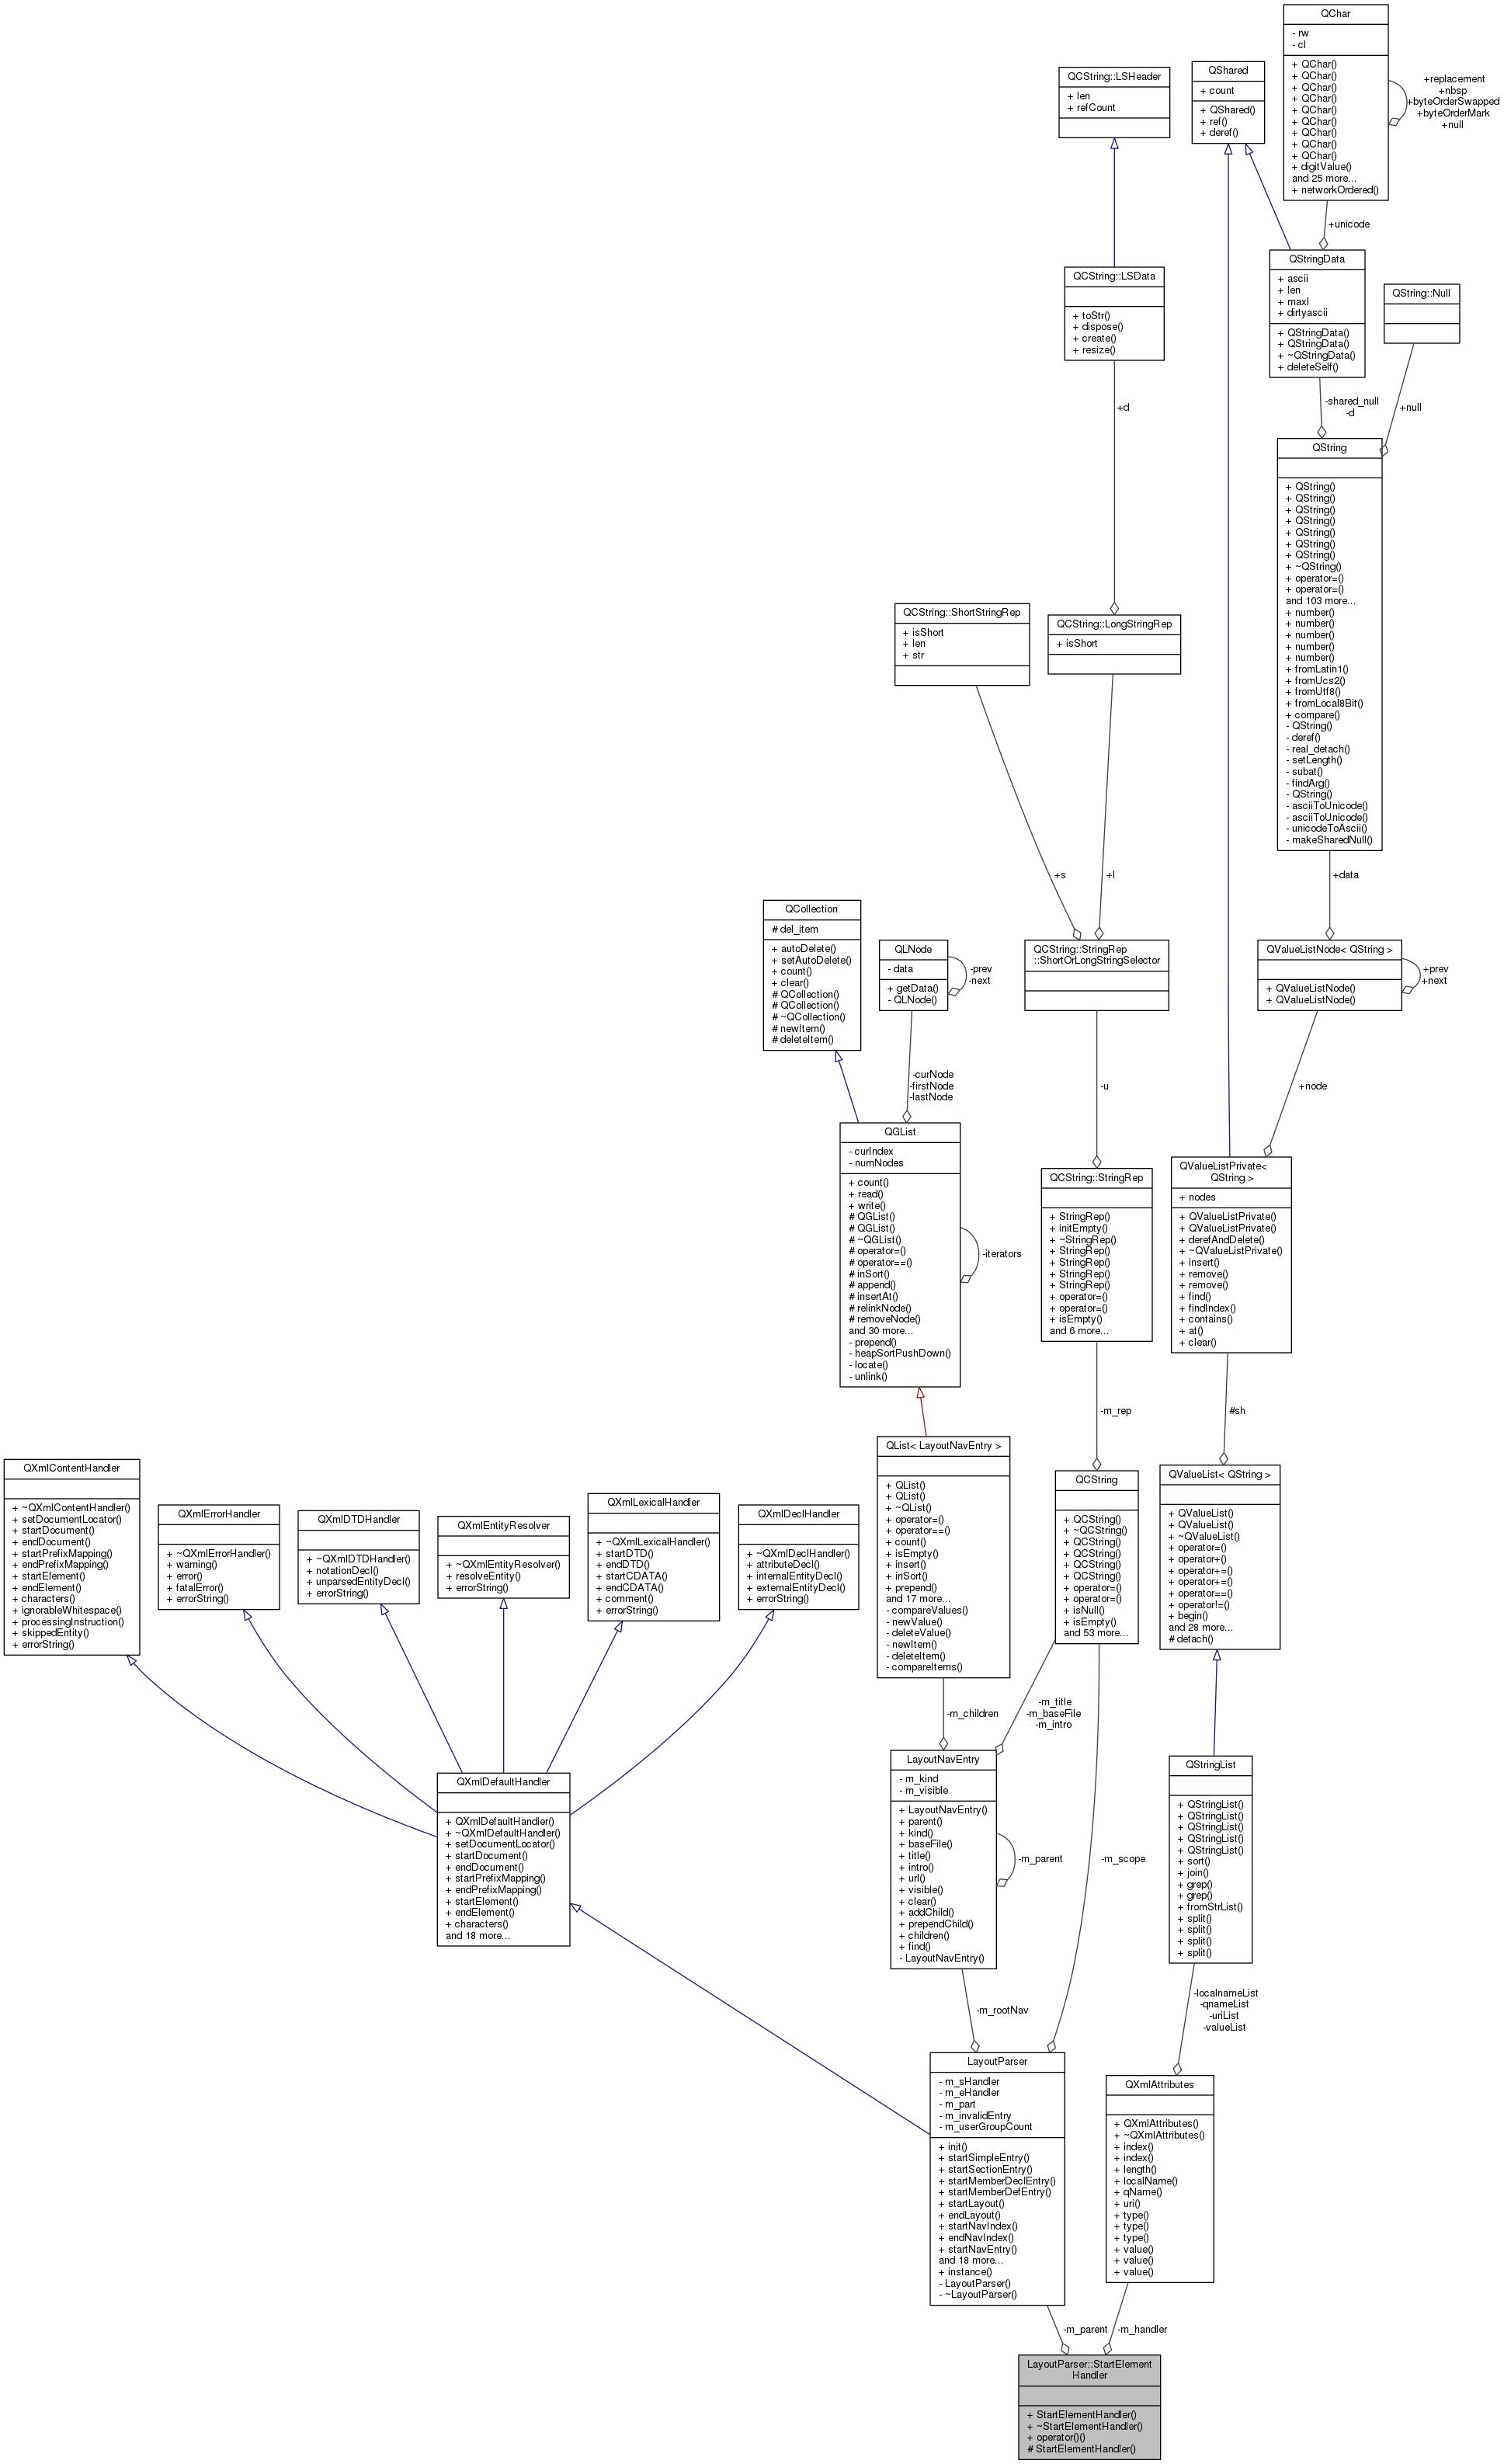 QChar
- rw
- cl
+ QChar()
+ QChar()
+ QChar()
+ QChar()
+ QChar()
+ QChar()
+ QChar()
+ QChar()
+ QChar()
+ digitValue()
and 25 more...
+ networkOrdered()
+replacement
+nbsp
+byteOrderSwapped
+byteOrderMark
+null
QShared
+ count
+ QShared()
+ ref()
+ deref()
QCString::LSHeader
+ len
+ refCount
+unicode
QStringData
+ ascii
+ len
+ maxl
+ dirtyascii
+ QStringData()
+ QStringData()
+ ~QStringData()
+ deleteSelf()
QCString::LSData
+ toStr()
+ dispose()
+ create()
+ resize()
QString::Null
-shared_null
-d
+null
+d
QString
+ QString()
+ QString()
+ QString()
+ QString()
+ QString()
+ QString()
+ QString()
+ ~QString()
+ operator=()
+ operator=()
and 103 more...
+ number()
+ number()
+ number()
+ number()
+ number()
+ fromLatin1()
+ fromUcs2()
+ fromUtf8()
+ fromLocal8Bit()
+ compare()
- QString()
- deref()
- real_detach()
- setLength()
- subat()
- findArg()
- QString()
- asciiToUnicode()
- asciiToUnicode()
- unicodeToAscii()
- makeSharedNull()
QCString::ShortStringRep
+ isShort
+ len
+ str
QCString::LongStringRep
+ isShort
+s
+l
+data
QCollection
# del_item
+ autoDelete()
+ setAutoDelete()
+ count()
+ clear()
# QCollection()
# QCollection()
# ~QCollection()
# newItem()
# deleteItem()
QLNode
- data
+ getData()
- QLNode()
-prev
-next
QCString::StringRep
::ShortOrLongStringSelector
QValueListNode< QString >
+ QValueListNode()
+ QValueListNode()
+prev
+next
-curNode
-firstNode
-lastNode
-u
+node
QGList
- curIndex
- numNodes
+ count()
+ read()
+ write()
# QGList()
# QGList()
# ~QGList()
# operator=()
# operator==()
# inSort()
# append()
# insertAt()
# relinkNode()
# removeNode()
and 30 more...
- prepend()
- heapSortPushDown()
- locate()
- unlink()
-iterators
QCString::StringRep
+ StringRep()
+ initEmpty()
+ ~StringRep()
+ StringRep()
+ StringRep()
+ StringRep()
+ StringRep()
+ operator=()
+ operator=()
+ isEmpty()
and 6 more...
QValueListPrivate<
QString >
+ nodes
+ QValueListPrivate()
+ QValueListPrivate()
+ derefAndDelete()
+ ~QValueListPrivate()
+ insert()
+ remove()
+ remove()
+ find()
+ findIndex()
+ contains()
+ at()
+ clear()
-m_rep
#sh
QXmlContentHandler
+ ~QXmlContentHandler()
+ setDocumentLocator()
+ startDocument()
+ endDocument()
+ startPrefixMapping()
+ endPrefixMapping()
+ startElement()
+ endElement()
+ characters()
+ ignorableWhitespace()
+ processingInstruction()
+ skippedEntity()
+ errorString()
QXmlErrorHandler
+ ~QXmlErrorHandler()
+ warning()
+ error()
+ fatalError()
+ errorString()
QXmlDTDHandler
+ ~QXmlDTDHandler()
+ notationDecl()
+ unparsedEntityDecl()
+ errorString()
QXmlEntityResolver
+ ~QXmlEntityResolver()
+ resolveEntity()
+ errorString()
QXmlLexicalHandler
+ ~QXmlLexicalHandler()
+ startDTD()
+ endDTD()
+ startCDATA()
+ endCDATA()
+ comment()
+ errorString()
QXmlDeclHandler
+ ~QXmlDeclHandler()
+ attributeDecl()
+ internalEntityDecl()
+ externalEntityDecl()
+ errorString()
QList< LayoutNavEntry >
+ QList()
+ QList()
+ ~QList()
+ operator=()
+ operator==()
+ count()
+ isEmpty()
+ insert()
+ inSort()
+ prepend()
and 17 more...
- compareValues()
- newValue()
- deleteValue()
- newItem()
- deleteItem()
- compareItems()
QCString
+ QCString()
+ ~QCString()
+ QCString()
+ QCString()
+ QCString()
+ QCString()
+ operator=()
+ operator=()
+ isNull()
+ isEmpty()
and 53 more...
QValueList< QString >
+ QValueList()
+ QValueList()
+ ~QValueList()
+ operator=()
+ operator+()
+ operator+=()
+ operator+=()
+ operator==()
+ operator!=()
+ begin()
and 28 more...
# detach()
-m_children
-m_title
-m_baseFile
-m_intro
QXmlDefaultHandler
+ QXmlDefaultHandler()
+ ~QXmlDefaultHandler()
+ setDocumentLocator()
+ startDocument()
+ endDocument()
+ startPrefixMapping()
+ endPrefixMapping()
+ startElement()
+ endElement()
+ characters()
and 18 more...
LayoutNavEntry
- m_kind
- m_visible
+ LayoutNavEntry()
+ parent()
+ kind()
+ baseFile()
+ title()
+ intro()
+ url()
+ visible()
+ clear()
+ addChild()
+ prependChild()
+ children()
+ find()
- LayoutNavEntry()
-m_parent
-m_scope
QStringList
+ QStringList()
+ QStringList()
+ QStringList()
+ QStringList()
+ QStringList()
+ sort()
+ join()
+ grep()
+ grep()
+ fromStrList()
+ split()
+ split()
+ split()
+ split()
-m_rootNav
-localnameList
-qnameList
-uriList
-valueList
LayoutParser
- m_sHandler
- m_eHandler
- m_part
- m_invalidEntry
- m_userGroupCount
+ init()
+ startSimpleEntry()
+ startSectionEntry()
+ startMemberDeclEntry()
+ startMemberDefEntry()
+ startLayout()
+ endLayout()
+ startNavIndex()
+ endNavIndex()
+ startNavEntry()
and 18 more...
+ instance()
- LayoutParser()
- ~LayoutParser()
QXmlAttributes
+ QXmlAttributes()
+ ~QXmlAttributes()
+ index()
+ index()
+ length()
+ localName()
+ qName()
+ uri()
+ type()
+ type()
+ type()
+ value()
+ value()
+ value()
-m_parent
-m_handler
LayoutParser::StartElement
Handler
+ StartElementHandler()
+ ~StartElementHandler()
+ operator()()
# StartElementHandler()